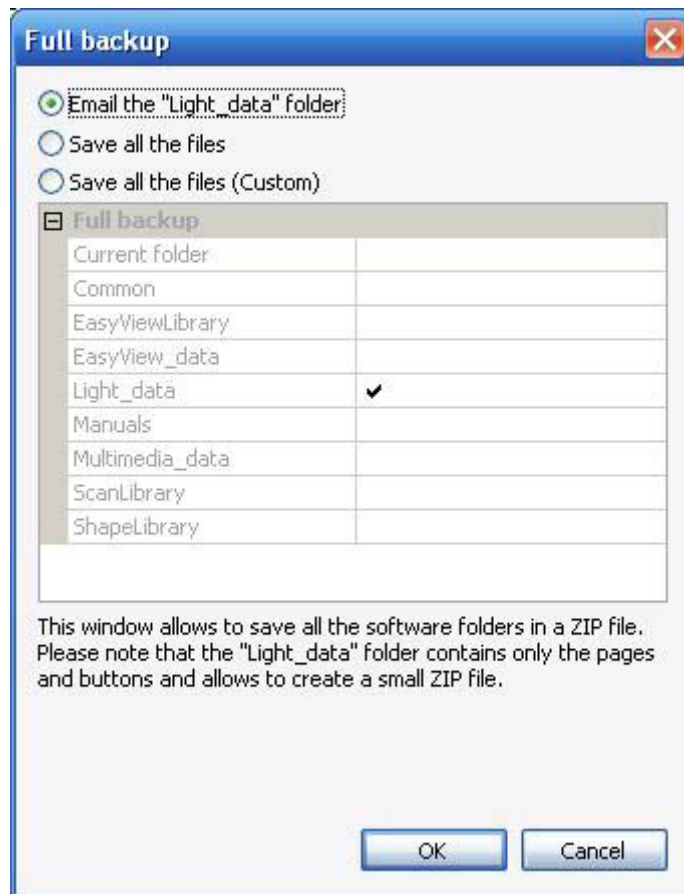 Full backup
Email the "Light_data" folder
Save all the files
Save all the files (Custom)
Full backup
Current folder
Common
EasyViewLibrary
EasyView_data
Light_data
Manuals
Multimedia_data
ScanLibrary
ShapeLibrary
This window allows to save all the software folders in a ZIP file.
Please note that the "Light_data" folder contains only the pages
and buttons and allows to create a small ZIP file.
OK
Cancel